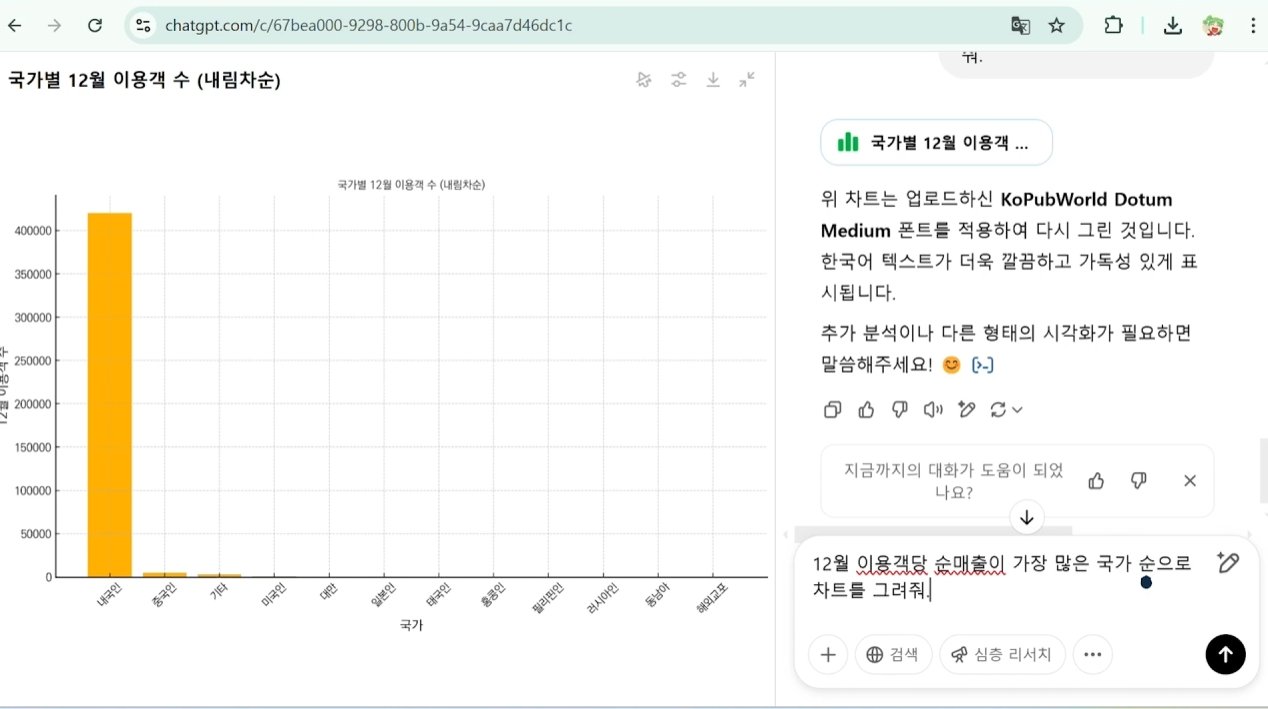 chatgpt.com/c/67bea000-9298-800b-9a54-9caa7d46dc1c
국가별 12월 이용객 수 (내림차순)
국가별 12월 이용객 수 (내림차순)
400000
350000
300000
250000
200000
150000
100000
50000
0
12월 이용객 수
내국인
중국인
기타
미국인
대만
일본인
태국인
홍콩인
필리핀인
러시아인
동남아
해외교포
국가
줘.
국가별 12월 이용객 ...
위 차트는 업로드하신 KoPubWorld Dotum
Medium 폰트를 적용하여 다시 그린 것입니다.
한국어 텍스트가 더욱 깔끔하고 가독성 있게 표
시됩니다.
추가 분석이나 다른 형태의 시각화가 필요하면
말씀해주세요! 😊 [>-]
지금까지의 대화가 도움이 되었
나요?
12월 이용객당 순매출이 가장 많은 국가 순으로
차트를 그려줘.
검색
심층 리서치